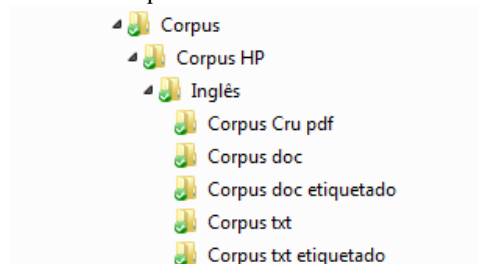 Corpus
Corpus HP
Inglês
Corpus Cru pdf
Corpus doc
Corpus doc etiquetado
Corpus txt
Corpus txt etiquetado